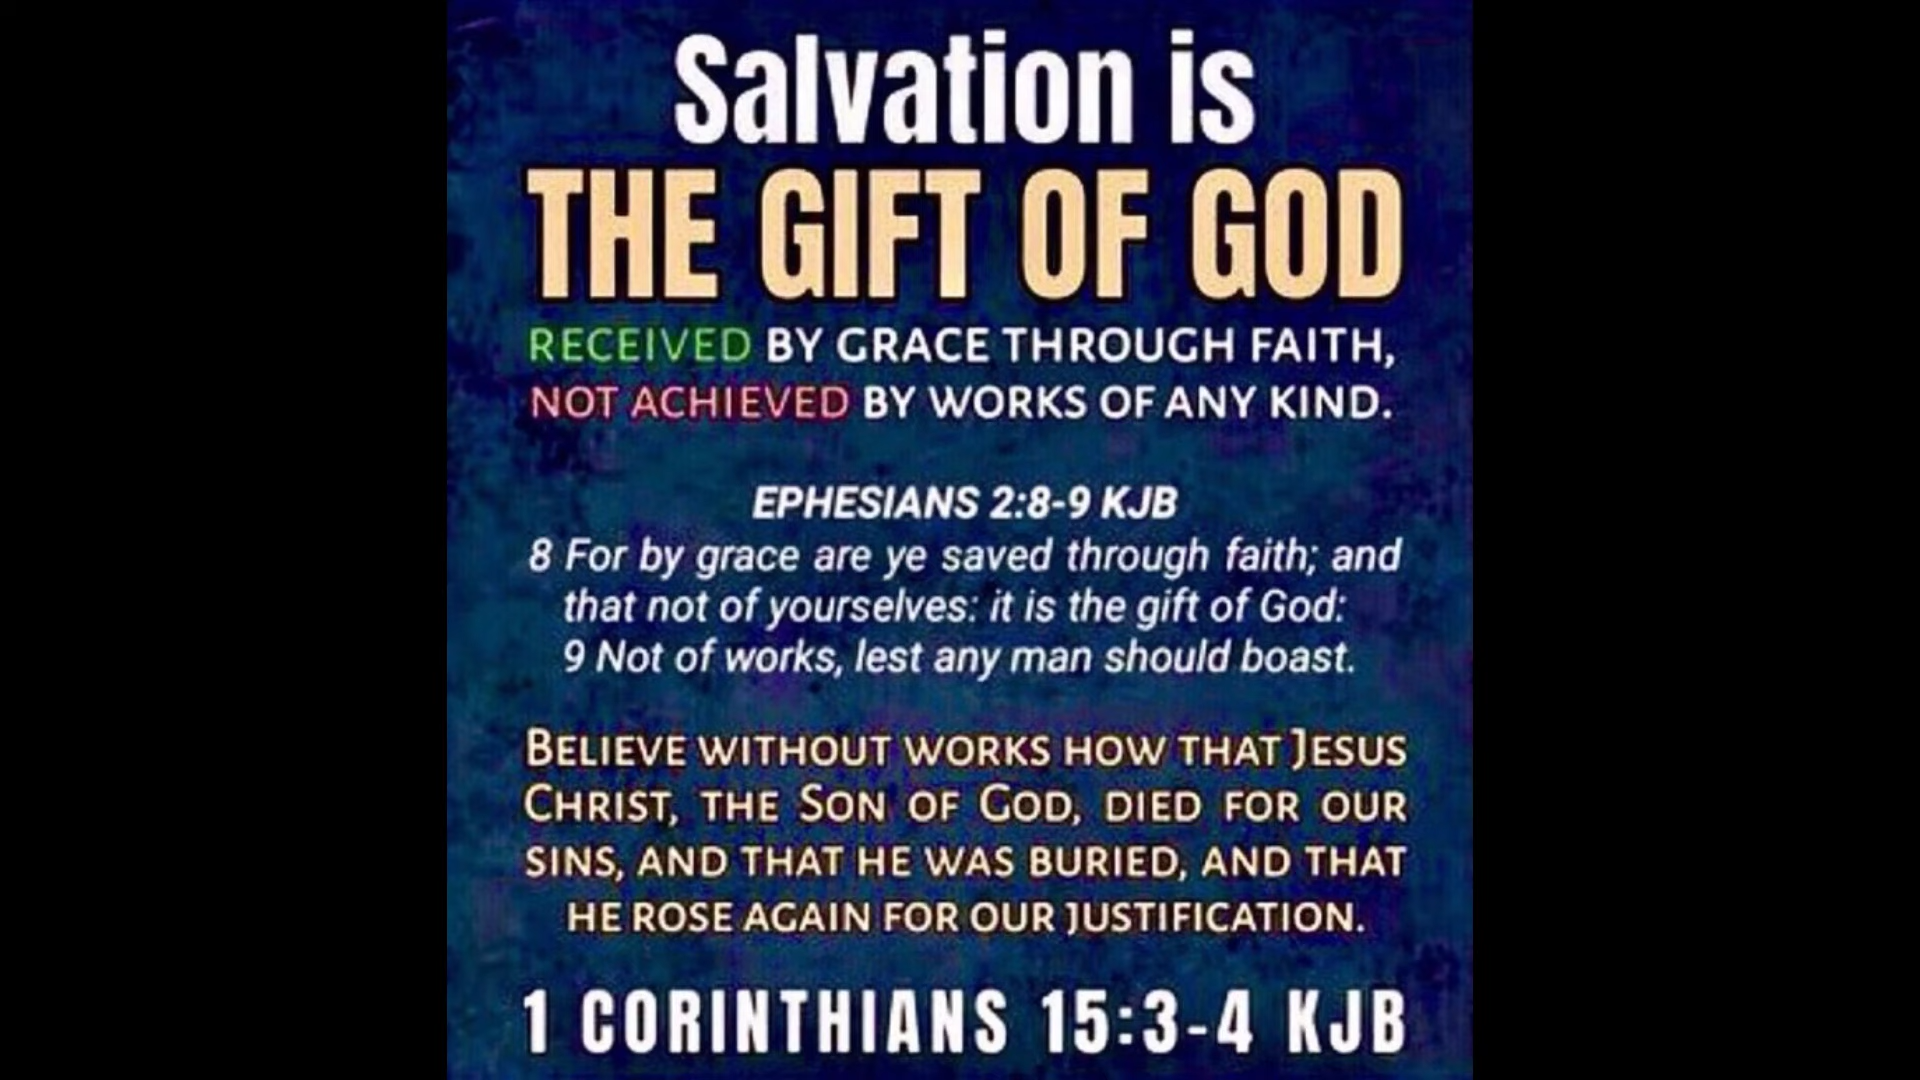 Salvation is
THE GIFT OF GOD
RECEIVED BY GRACE THROUGH FAITH,
NOT ACHIEVED BY WORKS OF ANY KIND.
EPHESIANS 2:8-9 KJB
8 For by grace are ye saved through faith; and
that not of yourselves: it is the gift of God:
9 Not of works, lest any man should boast.
BELIEVE WITHOUT WORKS HOW THAT JESUS
CHRIST, THE SON OF GOD, DIED FOR OUR
SINS, AND THAT HE WAS BURIED, AND THAT
HE ROSE AGAIN FOR OUR JUSTIFICATION.
1 CORINTHIANS 15:3-4 KJB